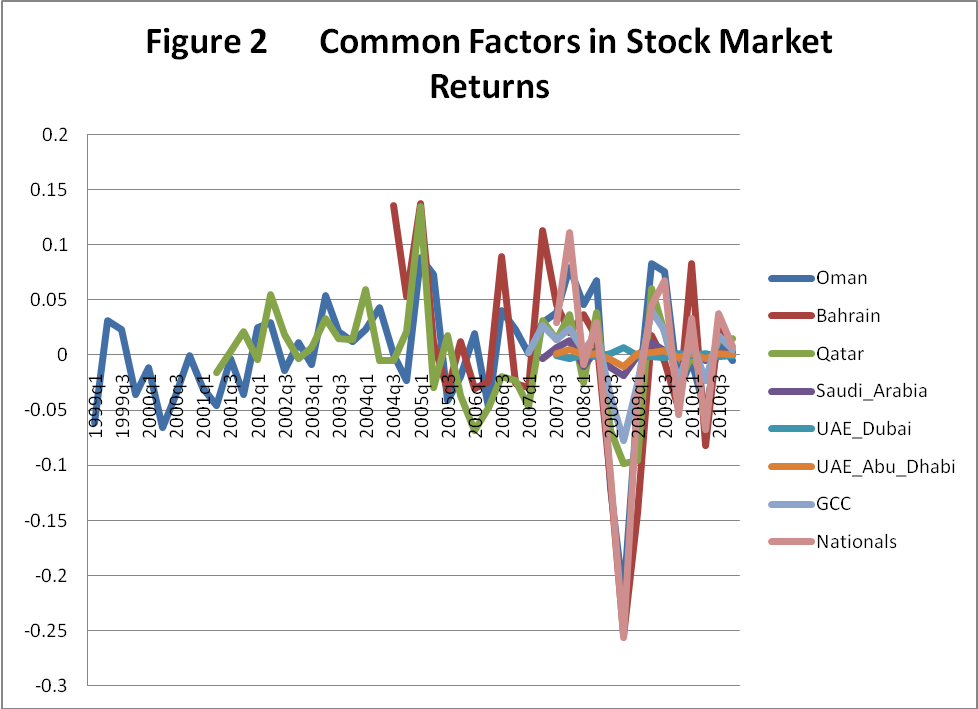 Figure 2 Common Factors in Stock Market
Returns
0.2
0.15
0.1
0.05
0
-0.05
-0.1
-0.15
-0.2
-0.25
-0.3
1999q1
1999q3
2000q1
2000q3
2001q1
2001q3
2002q1
2002q3
2003q1
2003q3
2004q1
2004q3
2005q1
2005q3
2006q1
2006q3
2007q1
2007q3
2008q1
2008q3
2009q1
2009q3
2010q1
2010q3
Oman
Bahrain
Qatar
Saudi_Arabia
UAE_Dubai
UAE_Abu_Dhabi
GCC
Nationals